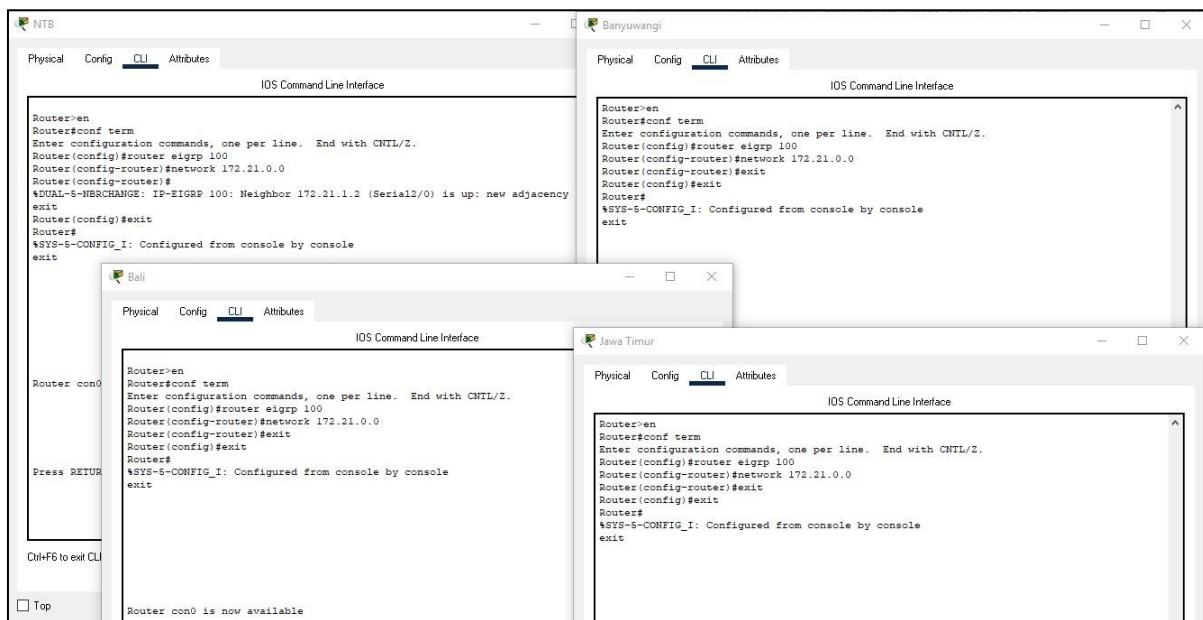 NTB
Physical Config CLI Attributes
IOS Command Line Interface
Router>en
Router#conf term
Enter configuration commands, one per line. End with CNTL/Z.
Router(config)#router eigrp 100
Router(config-router)#network 172.21.0.0
Router(config-router)#
%DUAL-5-NBRCHANGE: IP-EIGRP 100: Neighbor 172.21.1.2 (Serial2/0) is up: new adjacency
exit
Router(config)#exit
Router#
%SYS-5-CONFIG_I: Configured from console by console
exit
Router con0
Press RETUR
Ctrl+F6 to exit CLI
Top
Banyuwangi
Physical Config CLI Attributes
IOS Command Line Interface
Router>en
Router#conf term
Enter configuration commands, one per line. End with CNTL/Z.
Router(config)#router eigrp 100
Router(config-router)#network 172.21.0.0
Router(config-router)#exit
Router(config)#exit
Router#
%SYS-5-CONFIG_I: Configured from console by console
exit
Bali
Physical Config CLI Attributes
IOS Command Line Interface
Router>en
Router#conf term
Enter configuration commands, one per line. End with CNTL/Z.
Router(config)#router eigrp 100
Router(config-router)#network 172.21.0.0
Router(config-router)#exit
Router(config)#exit
Router#
%SYS-5-CONFIG_I: Configured from console by console
exit
Router con0 is now available
Jawa Timur
Physical Config CLI Attributes
IOS Command Line Interface
Router>en
Router#conf term
Enter configuration commands, one per line. End with CNTL/Z.
Router(config)#router eigrp 100
Router(config-router)#network 172.21.0.0
Router(config-router)#exit
Router(config)#exit
Router#
%SYS-5-CONFIG_I: Configured from console by console
exit